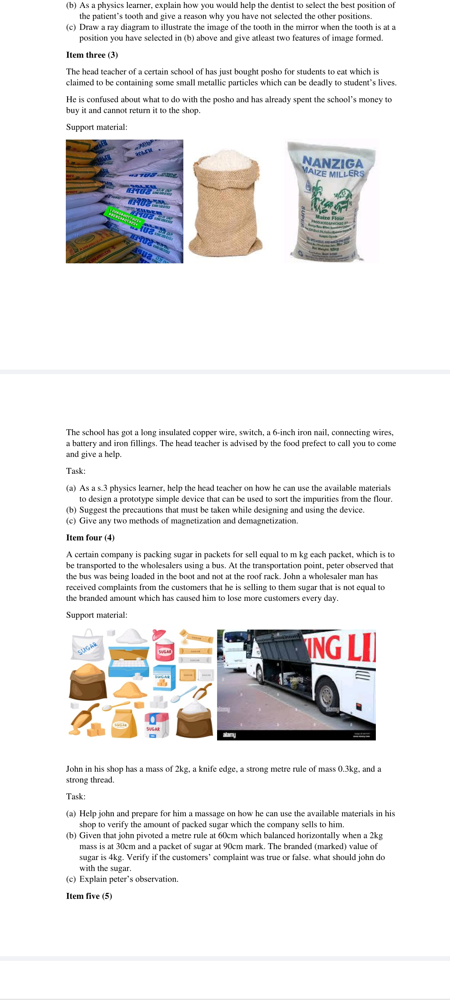 (b) As a physics learner, explain how you would help the dentist to select the best position of
the patient’s tooth and give a reason why you have not selected the other positions.
(c) Draw a ray diagram to illustrate the image of the tooth in the mirror when the tooth is at a
position you have selected in (b) above and give atleast two features of image formed.
Item three (3)
The head teacher of a certain school of has just bought posho for students to eat which is
claimed to be containing some small metallic particles which can be deadly to student’s lives.
He is confused about what to do with the posho and has already spent the school’s money to
buy it and cannot return it to the shop.
Support material:
SUPER
SUPER
SUPER
NANZIGA
MAIZE MILLERS
SUPER
Maize Flour
PRODUCED & PACKED BY
Kampala Uganda
Net Weight: 10kg
The school has got a long insulated copper wire, switch, a 6-inch iron nail, connecting wires,
a battery and iron fillings. The head teacher is advised by the food prefect to call you to come
and give a help.
Task:
(a) As a s.3 physics learner, help the head teacher on how he can use the available materials
to design a prototype simple device that can be used to sort the impurities from the flour.
(b) Suggest the precautions that must be taken while designing and using the device.
(c) Give any two methods of magnetization and demagnetization.
Item four (4)
A certain company is packing sugar in packets for sell equal to m kg each packet, which is to
be transported to the wholesalers using a bus. At the transportation point, peter observed that
the bus was being loaded in the boot and not at the roof rack. John a wholesaler man has
received complaints from the customers that he is selling to them sugar that is not equal to
the branded amount which has caused him to lose more customers every day.
Support material:
SUGAR
SUGAR
SUGAR
SUGAR
SUGAR
SUGAR
SUGAR
SUGAR
SUGAR
SUGAR
ING LI
alamy
alamy
alamy
alamy
www.alamy.com
John in his shop has a mass of 2kg, a knife edge, a strong metre rule of mass 0.3kg, and a
strong thread.
Task:
(a) Help john and prepare for him a massage on how he can use the available materials in his
shop to verify the amount of packed sugar which the company sells to him.
(b) Given that john pivoted a metre rule at 60cm which balanced horizontally when a 2kg
mass is at 30cm and a packet of sugar at 90cm mark. The branded (marked) value of
sugar is 4kg. Verify if the customers’ complaint was true or false. what should john do
with the sugar.
(c) Explain peter’s observation.
Item five (5)